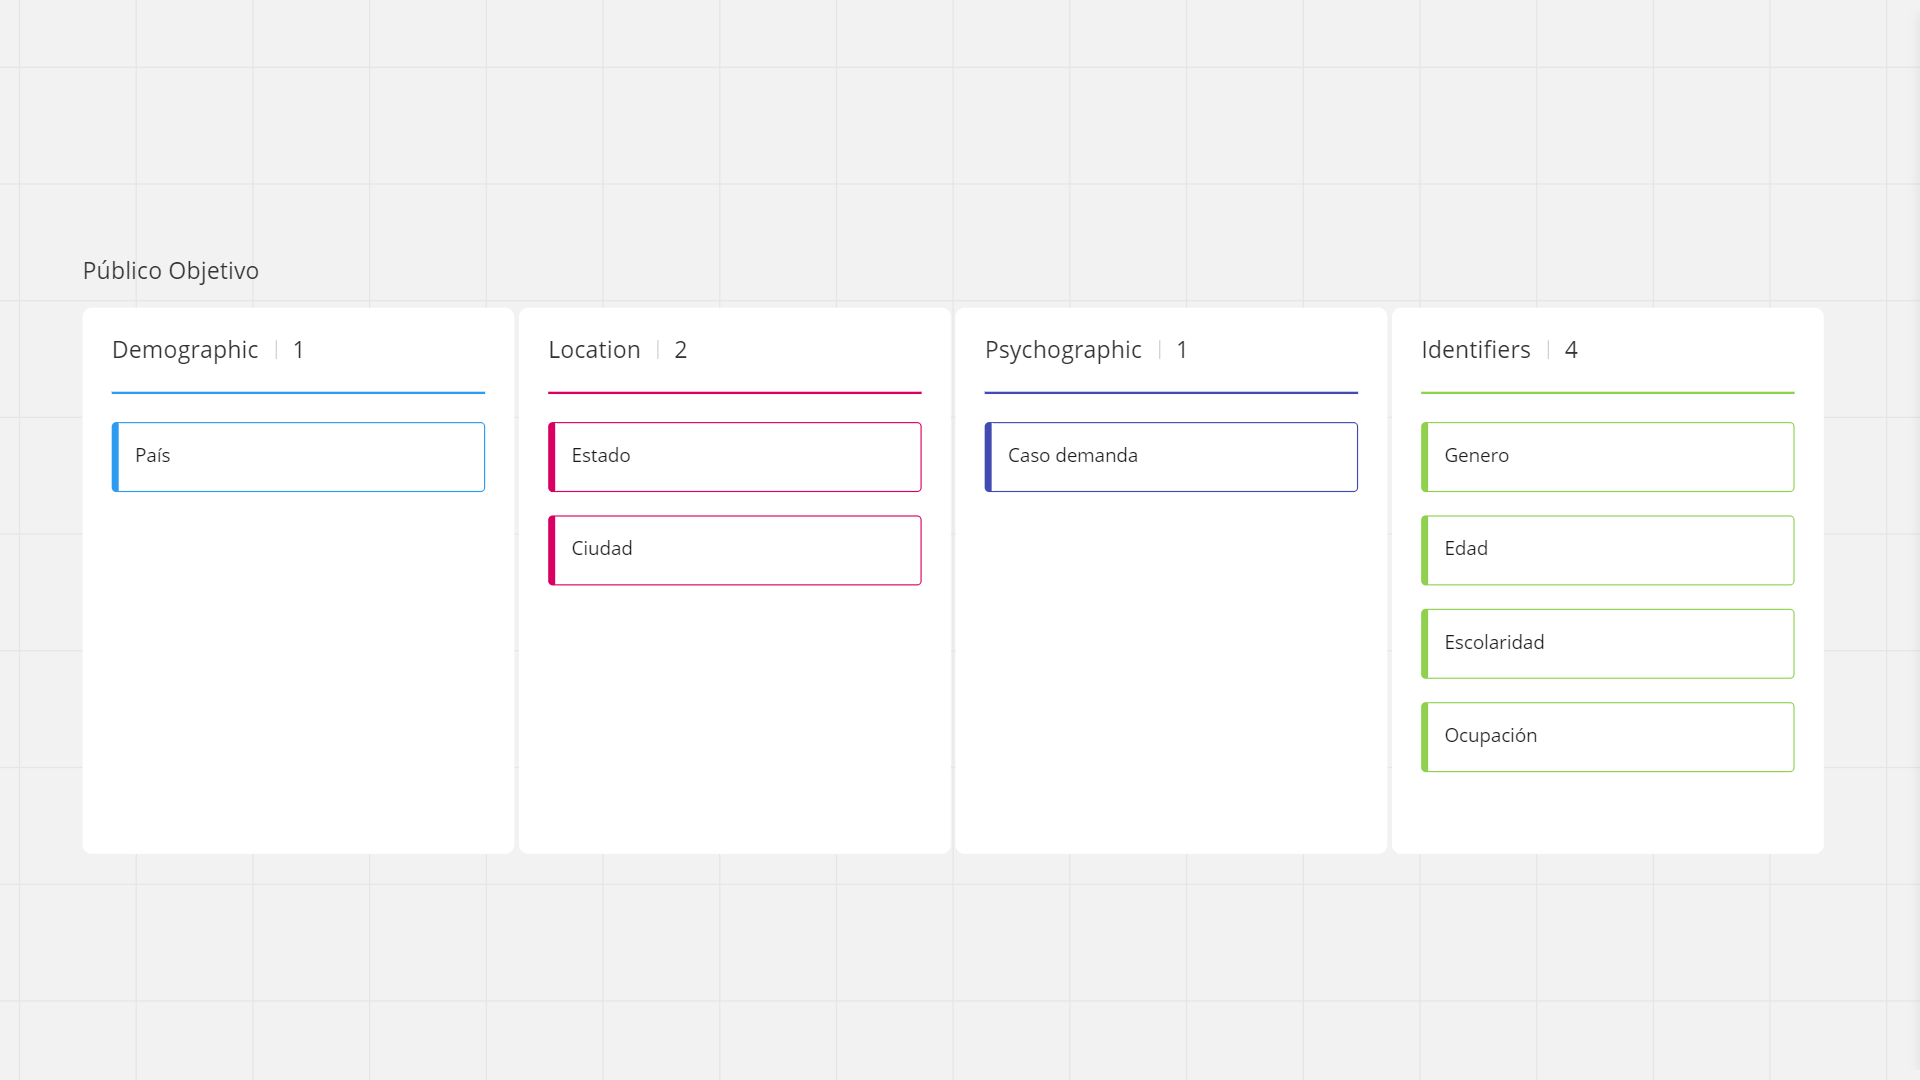 Público Objetivo
Demographic | 1
País
Location | 2
Estado
Ciudad
Psychographic | 1
Caso demanda
Identifiers | 4
Genero
Edad
Escolaridad
Ocupación